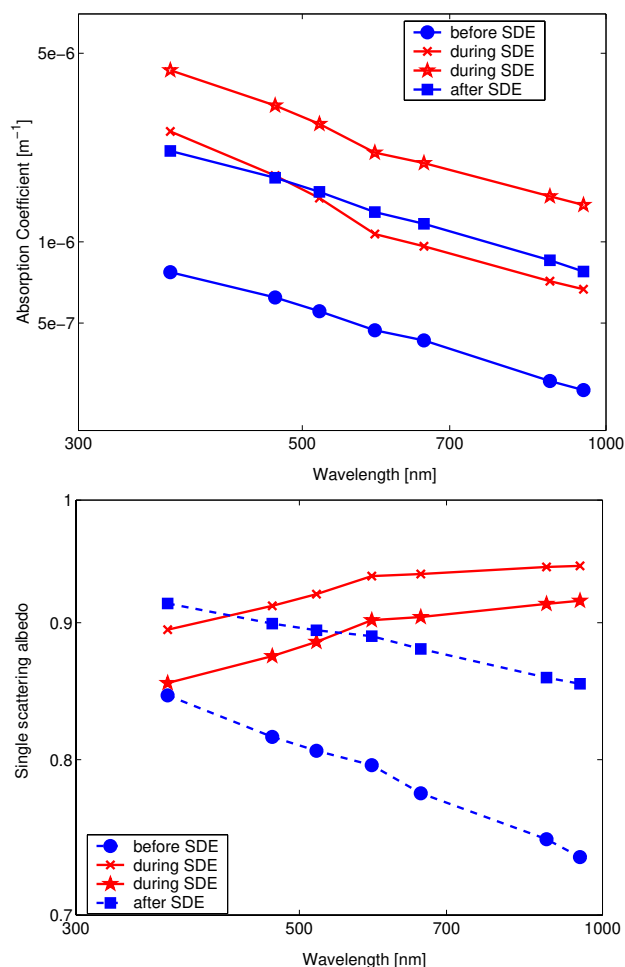 before SDE
during SDE
during SDE
after SDE
5e−6
1e−6
5e−7
Absorption Coefficient [m−1]
300
500
700
1000
Wavelength [nm]
1
0.9
0.8
0.7
Single scattering albedo
before SDE
during SDE
during SDE
after SDE
300
500
700
1000
Wavelength [nm]